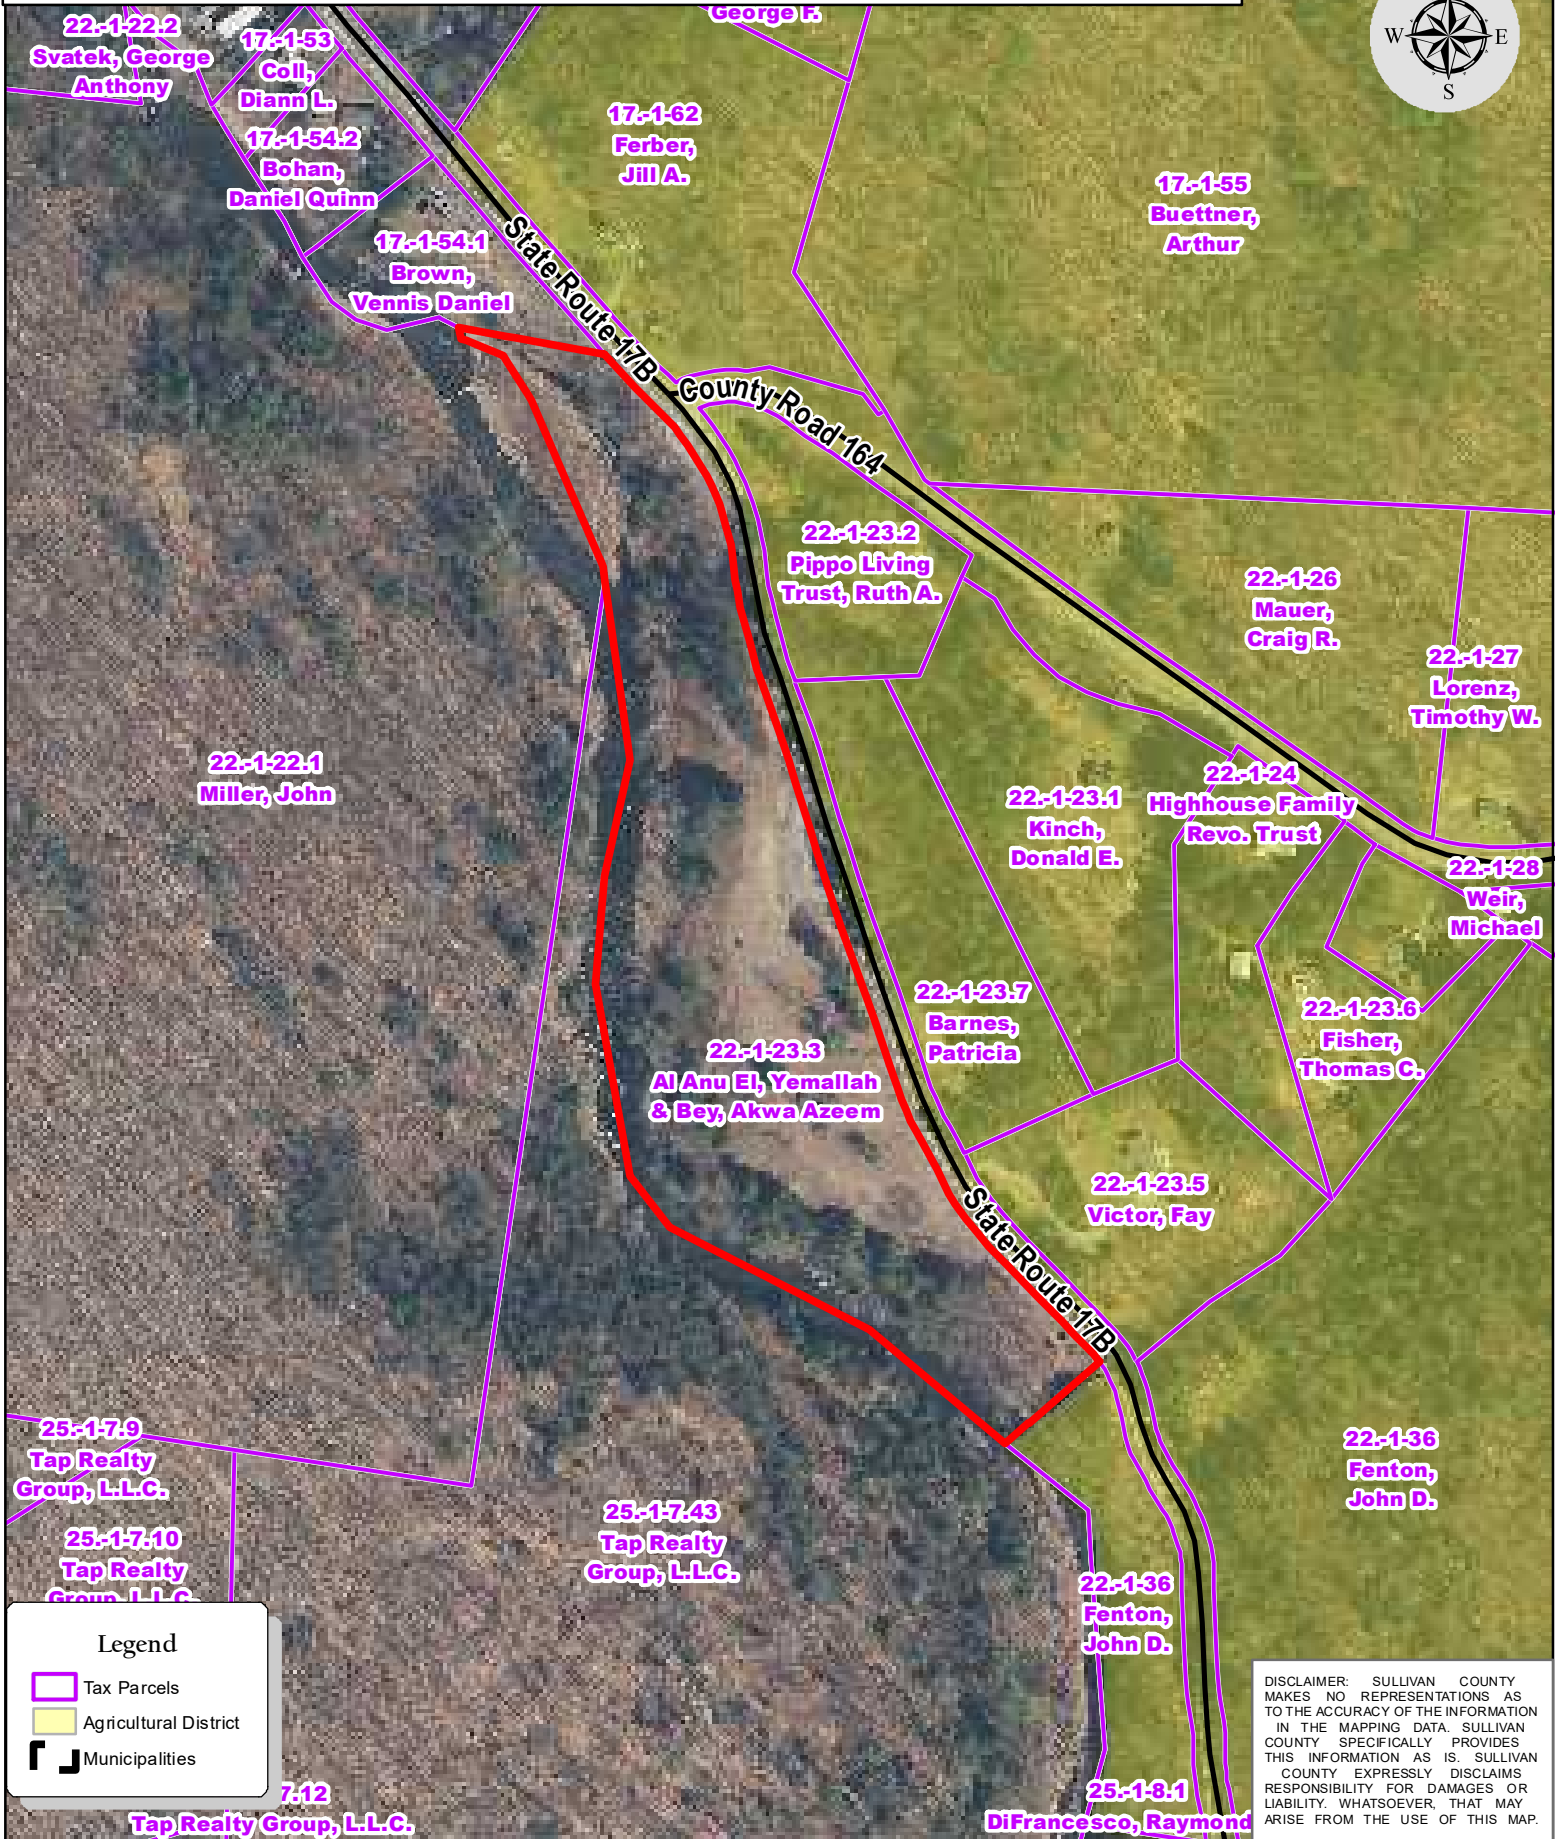 George F.
22.-1-22.2
Svatek, George
Anthony
17.-1-53
Coll,
Diann L.
W
E
S
17.-1-54.2
Bohan,
Daniel Quinn
17.-1-62
Ferber,
Jill A.
17.-1-55
Buettner,
Arthur
17.-1-54.1
Brown,
Vennis Daniel
State Route 17B
County Road 164
22.-1-23.2
Pippo Living
Trust, Ruth A.
22.-1-26
Mauer,
Craig R.
22.-1-27
Lorenz,
Timothy W.
22.-1-22.1
Miller, John
22.-1-23.1
Kinch,
Donald E.
22.-1-24
Highhouse Family
Revo. Trust
22.-1-28
Weir,
Michael
22.-1-23.7
Barnes,
Patricia
22.-1-23.6
Fisher,
Thomas C.
22.-1-23.3
Al Anu El, Yemallah
& Bey, Akwa Azeem
22.-1-23.5
Victor, Fay
State Route 17B
25.-1-7.9
Tap Realty
Group, L.L.C.
22.-1-36
Fenton,
John D.
25.-1-7.10
Tap Realty
Group, L.L.C.
25.-1-7.43
Tap Realty
Group, L.L.C.
22.-1-36
Fenton,
John D.
Legend
Tax Parcels
Agricultural District
Municipalities
7.12
Tap Realty Group, L.L.C.
25.-1-8.1
DiFrancesco, Raymond
DISCLAIMER: SULLIVAN COUNTY
MAKES NO REPRESENTATIONS AS
TO THE ACCURACY OF THE INFORMATION
IN THE MAPPING DATA. SULLIVAN
COUNTY SPECIFICALLY PROVIDES
THIS INFORMATION AS IS. SULLIVAN
COUNTY EXPRESSLY DISCLAIMS
RESPONSIBILITY FOR DAMAGES OR
LIABILITY. WHATSOEVER, THAT MAY
ARISE FROM THE USE OF THIS MAP.